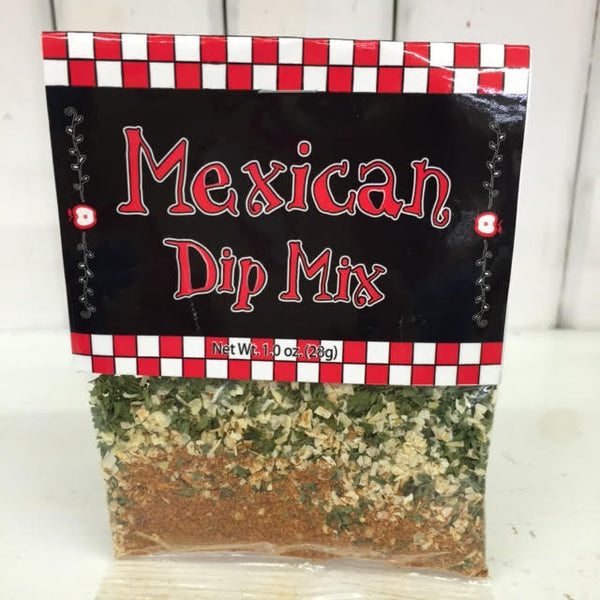 Mexican
Dip Mix
Net Wt. 1.0 oz. (28g)